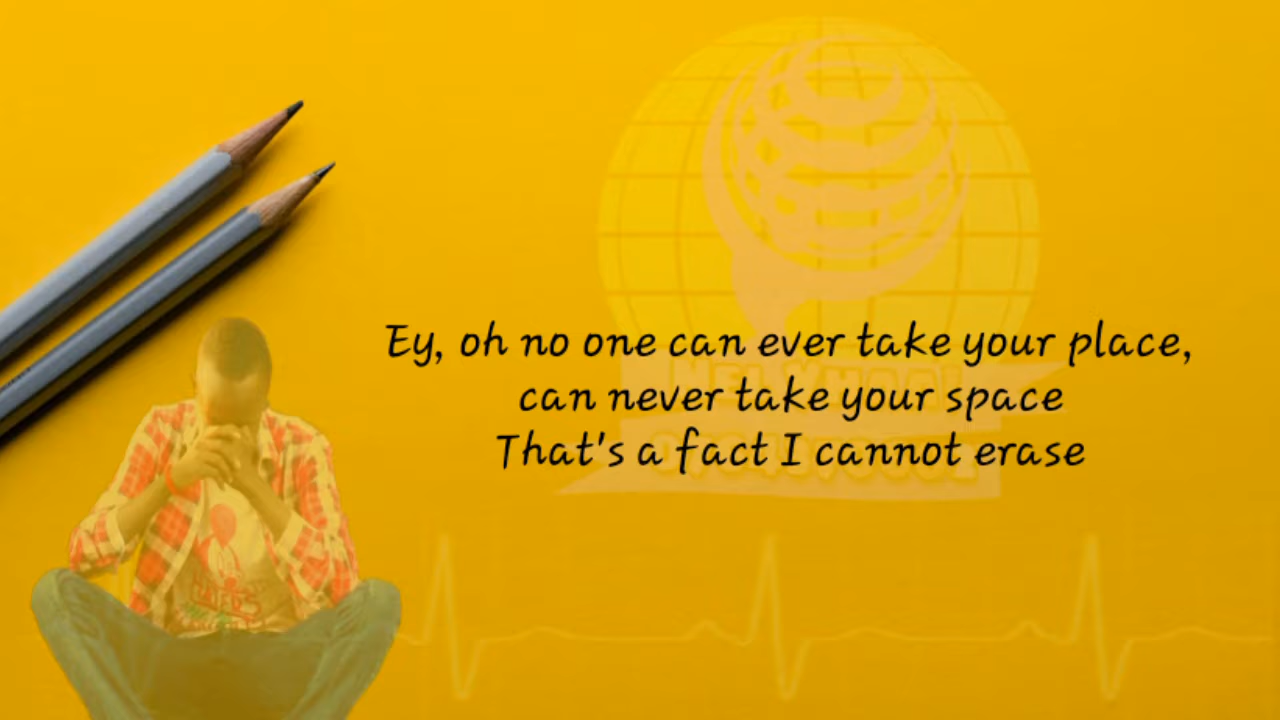 Ey, oh no one can ever take your place,
can never take your space
That's a fact I cannot erase